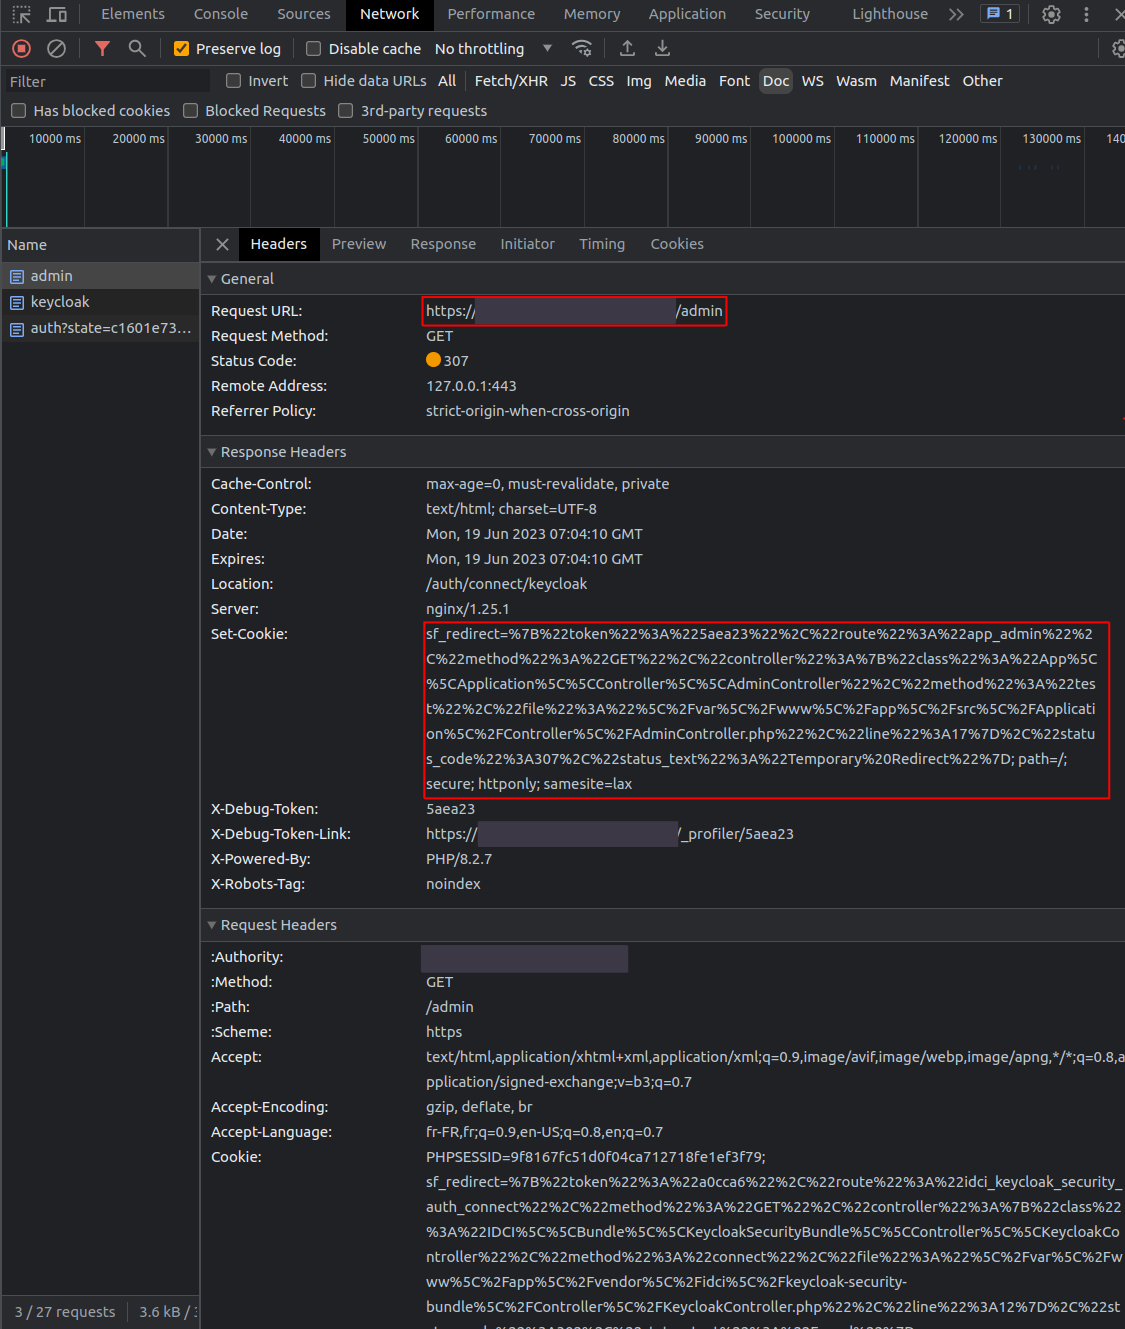 Elements Console Sources Network Performance Memory Application Security Lighthouse 1
Preserve log Disable cache No throttling
Filter Invert Hide data URLs All Fetch/XHR JS CSS Img Media Font Doc WS Wasm Manifest Other
Has blocked cookies Blocked Requests 3rd-party requests
10000 ms 20000 ms 30000 ms 40000 ms 50000 ms 60000 ms 70000 ms 80000 ms 90000 ms 100000 ms 110000 ms 120000 ms 130000 ms 140
Name
admin
keycloak
auth?state=c1601e73...
Headers Preview Response Initiator Timing Cookies
General
Request URL: https:// /admin
Request Method: GET
Status Code: 307
Remote Address: 127.0.0.1:443
Referrer Policy: strict-origin-when-cross-origin
Response Headers
Cache-Control: max-age=0, must-revalidate, private
Content-Type: text/html; charset=UTF-8
Date: Mon, 19 Jun 2023 07:04:10 GMT
Expires: Mon, 19 Jun 2023 07:04:10 GMT
Location: /auth/connect/keycloak
Server: nginx/1.25.1
Set-Cookie: sf_redirect=%7B%22token%22%3A%225aea23%22%2C%22route%22%3A%22app_admin%22%2
C%22method%22%3A%22GET%22%2C%22controller%22%3A%7B%22class%22%3A%22App%5C
%5CApplication%5C%5CController%5C%5CAdminController%22%2C%22method%22%3A%22tes
t%22%2C%22file%22%3A%22%5C%2Fvar%5C%2Fwww%5C%2Fapp%5C%2Fsrc%5C%2FApplicati
on%5C%2FController%5C%2FAdminController.php%22%2C%22line%22%3A17%7D%2C%22statu
s_code%22%3A307%2C%22status_text%22%3A%22Temporary%20Redirect%22%7D; path=/;
secure; httponly; samesite=lax
X-Debug-Token: 5aea23
X-Debug-Token-Link: https:// /_profiler/5aea23
X-Powered-By: PHP/8.2.7
X-Robots-Tag: noindex
Request Headers
:Authority:
:Method: GET
:Path: /admin
:Scheme: https
Accept: text/html,application/xhtml+xml,application/xml;q=0.9,image/avif,image/webp,image/apng,*/*;q=0.8,a
pplication/signed-exchange;v=b3;q=0.7
Accept-Encoding: gzip, deflate, br
Accept-Language: fr-FR,fr;q=0.9,en-US;q=0.8,en;q=0.7
Cookie: PHPSESSID=9f8167fc51d0f04ca712718fe1ef3f79;
sf_redirect=%7B%22token%22%3A%22a0cca6%22%2C%22route%22%3A%22idci_keycloak_security_
auth_connect%22%2C%22method%22%3A%22GET%22%2C%22controller%22%3A%7B%22class%22
%3A%22IDCI%5C%5CBundle%5C%5CKeycloakSecurityBundle%5C%5CController%5C%5CKeycloakCo
ntroller%22%2C%22method%22%3A%22connect%22%2C%22file%22%3A%22%5C%2Fvar%5C%2Fw
ww%5C%2Fapp%5C%2Fvendor%5C%2Fidci%5C%2Fkeycloak-security-
bundle%5C%2FController%5C%2FKeycloakController.php%22%2C%22line%22%3A12%7D%2C%22st
3 / 27 requests 3.6 kB /